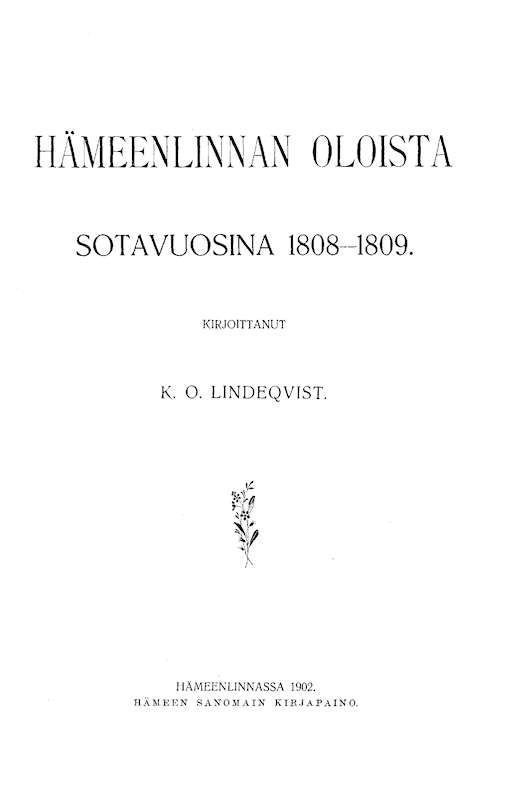 HÄMEENLINNAN OLOISTA
SOTAVUOSINA 1808–1809.
KIRJOITTANUT
K. O. LINDEQVIST.
HÄMEENLINNASSA 1902.
HÄMEEN SANOMAIN KIRJAPAINO.